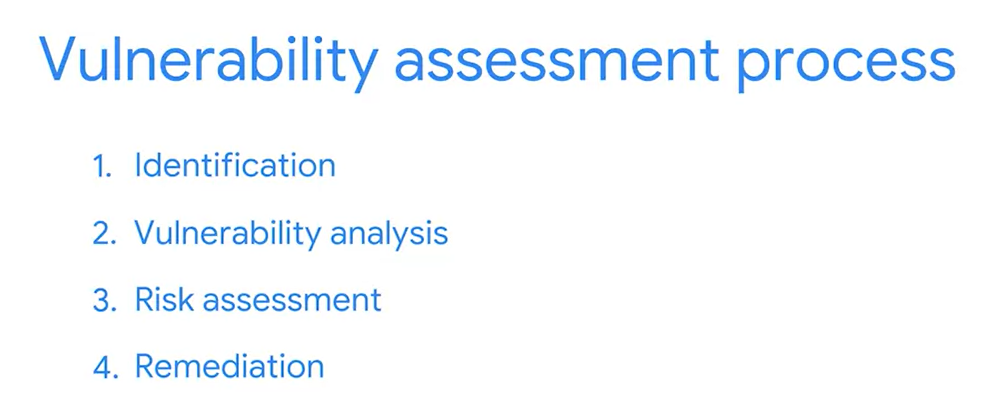 Vulnerability assessment process
1. Identification
2. Vulnerability analysis
3. Risk assessment
4. Remediation